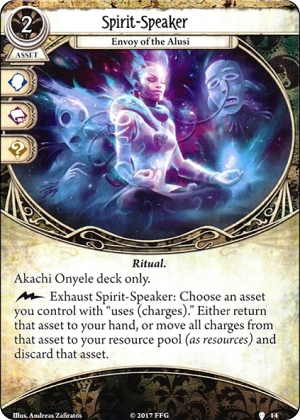 2
Spirit-Speaker
Envoy of the Alusi
ASSET
Ritual.
Akachi Onyele deck only.
Exhaust Spirit-Speaker: Choose an asset
you control with “uses (charges).” Either return
that asset to your hand, or move all charges from
that asset to your resource pool (as resources) and
discard that asset.
Illus. Andreas Zafiratos
© 2017 FFG
14